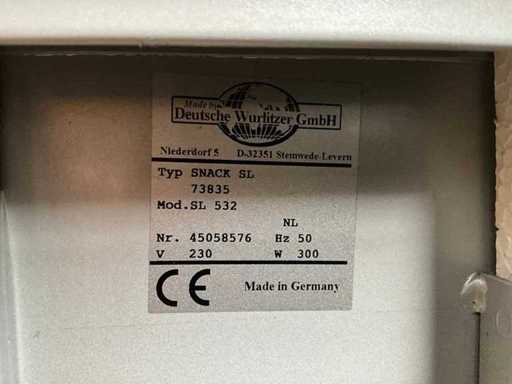 Made by
Deutsche Wurlitzer GmbH
Niederdorf 5 D-32351 Stemwede-Levern
Typ SNACK SL
73835
Mod.SL 532
NL
Nr. 45058576 Hz 50
V 230 W 300
CE Made in Germany